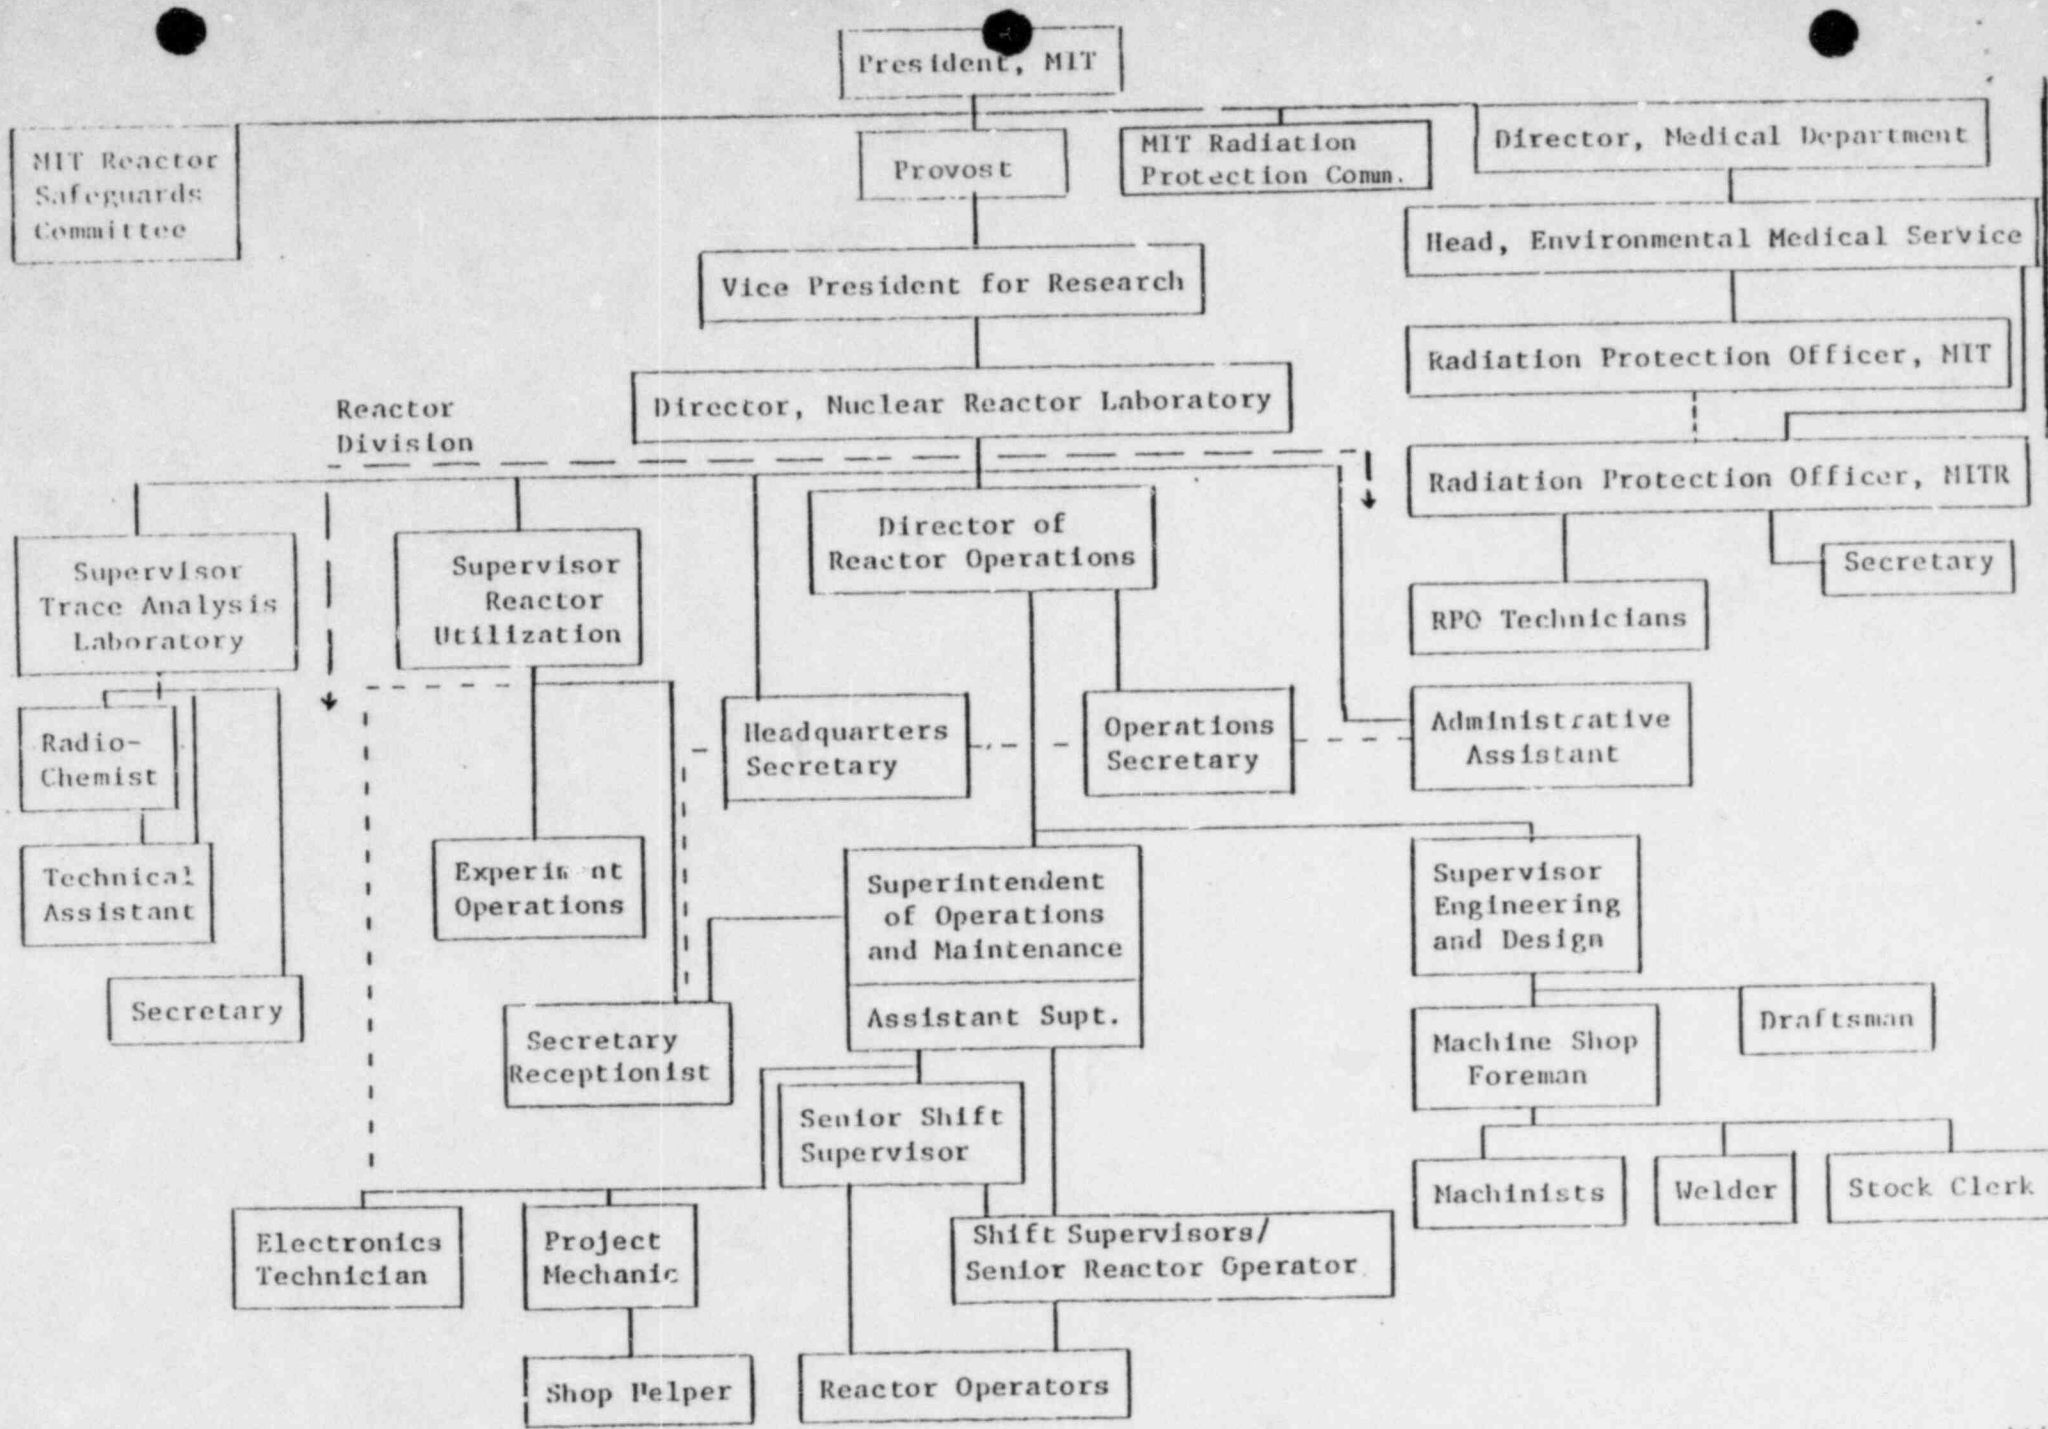 President, MIT
MIT Reactor
Safeguards
Committee
Provost
MIT Radiation
Protection Comm.
Director, Medical Department
Head, Environmental Medical Service
Vice President for Research
Radiation Protection Officer, MIT
Director, Nuclear Reactor Laboratory
Reactor
Division
Radiation Protection Officer, MITR
Supervisor
Trace Analysis
Laboratory
Supervisor
Reactor
Utilization
Director of
Reactor Operations
Secretary
RPO Technicians
Radio-
Chemist
Headquarters
Secretary
Operations
Secretary
Administrative
Assistant
Technical
Assistant
Experim nt
Operations
Superintendent
of Operations
and Maintenance
Assistant Supt.
Supervisor
Engineering
and Design
Secretary
Secretary
Receptionist
Machine Shop
Foreman
Draftsman
Senior Shift
Supervisor
Machinists
Welder
Stock Clerk
Electronics
Technician
Project
Mechanic
Shift Supervisors/
Senior Reactor Operator
Shop Helper
Reactor Operators